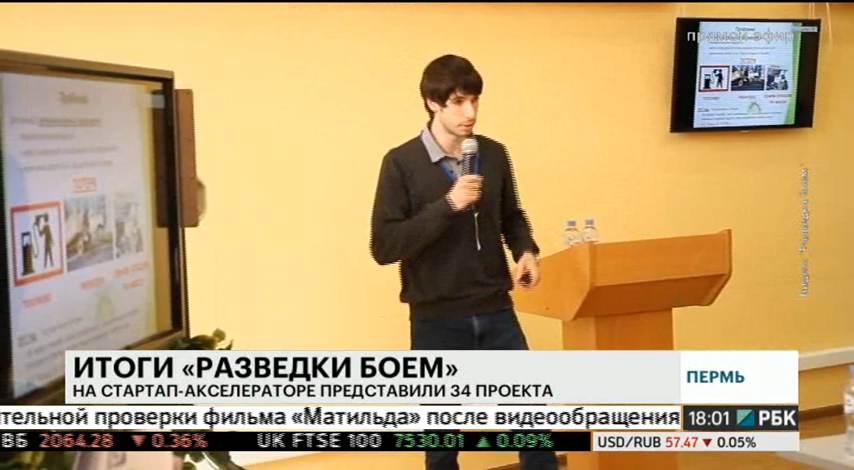 прямой эфир
ИТОГИ «РАЗВЕДКИ БОЕМ»
НА СТАРТАП-АКСЕЛЕРАТОРЕ ПРЕДСТАВИЛИ 34 ПРОЕКТА
ПЕРМЬ
ительной проверки фильма «Матильда» после видеообращения
18:01 РБК
ВБ 2064.28 ▼ 0.36% UK FTSE 100 7530.01 ▲ 0.09% USD/RUB 57.47 ▼ 0.05%